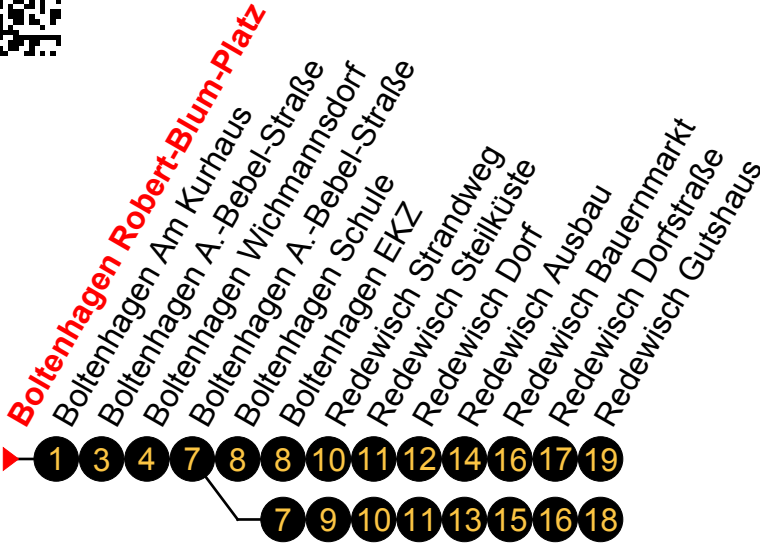 Boltenhagen Robert-Blum-Platz
Boltenhagen Am Kurhaus
Boltenhagen A.-Bebel-Straße
Boltenhagen Wichmannsdorf
Boltenhagen A.-Bebel-Straße
Boltenhagen Schule
Boltenhagen EKZ
Redewisch Strandweg
Redewisch Steilküste
Redewisch Dorf
Redewisch Ausbau
Redewisch Bauernmarkt
Redewisch Dorfstraße
Redewisch Gutshaus
1 3 4 7 8 8 10 11 12 14 16 17 19
7 9 10 11 13 15 16 18